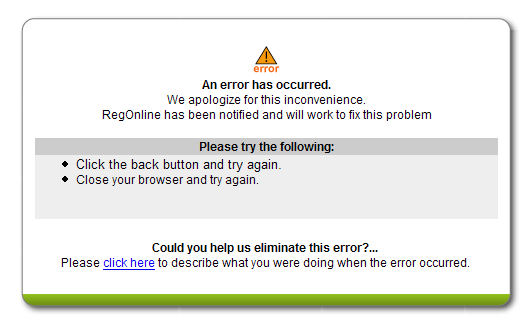 error
An error has occurred.
We apologize for this inconvenience.
RegOnline has been notified and will work to fix this problem
Please try the following:
Click the back button and try again.
Close your browser and try again.
Could you help us eliminate this error?...
Please click here to describe what you were doing when the error occurred.